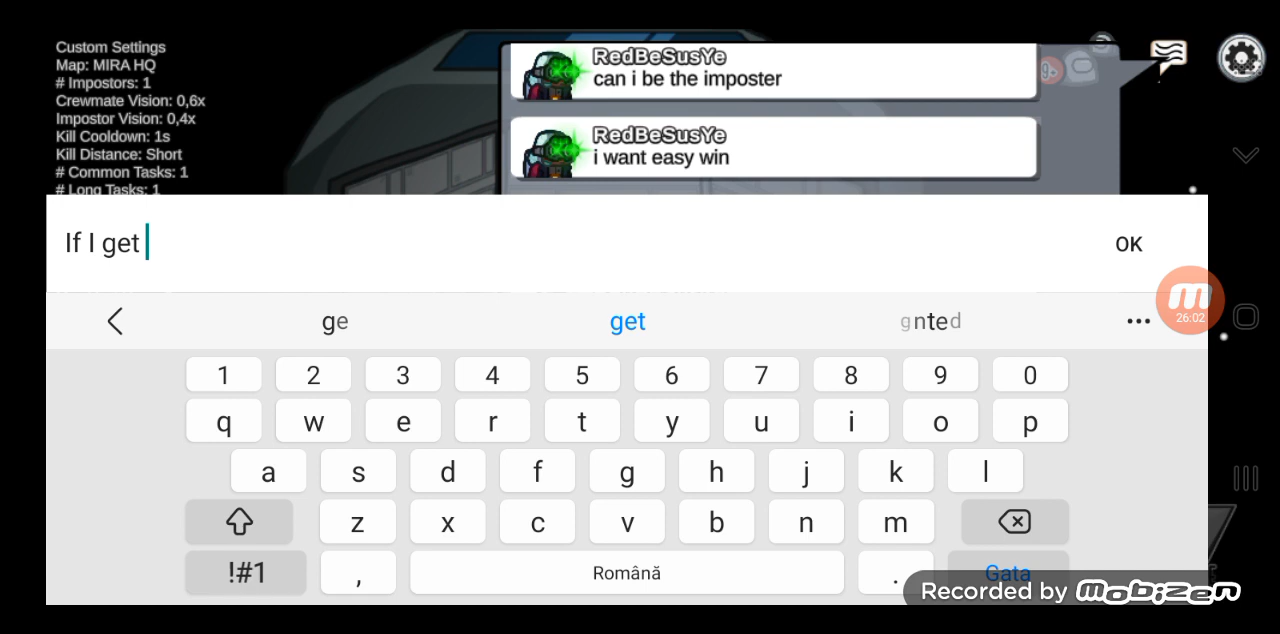 Custom Settings
Map: MIRA HQ
# Impostors: 1
Crewmate Vision: 0,6x
Impostor Vision: 0,4x
Kill Cooldown: 1s
Kill Distance: Short
# Common Tasks: 1
# Long Tasks: 1
RedBeSusYe
can i be the imposter
RedBeSusYe
i want easy win
If I get
OK
26:02
ge
get
gnted
1 2 3 4 5 6 7 8 9 0
q w e r t y u i o p
a s d f g h j k l
z x c v b n m
!#1 , Română . Gata
Recorded by mobizen